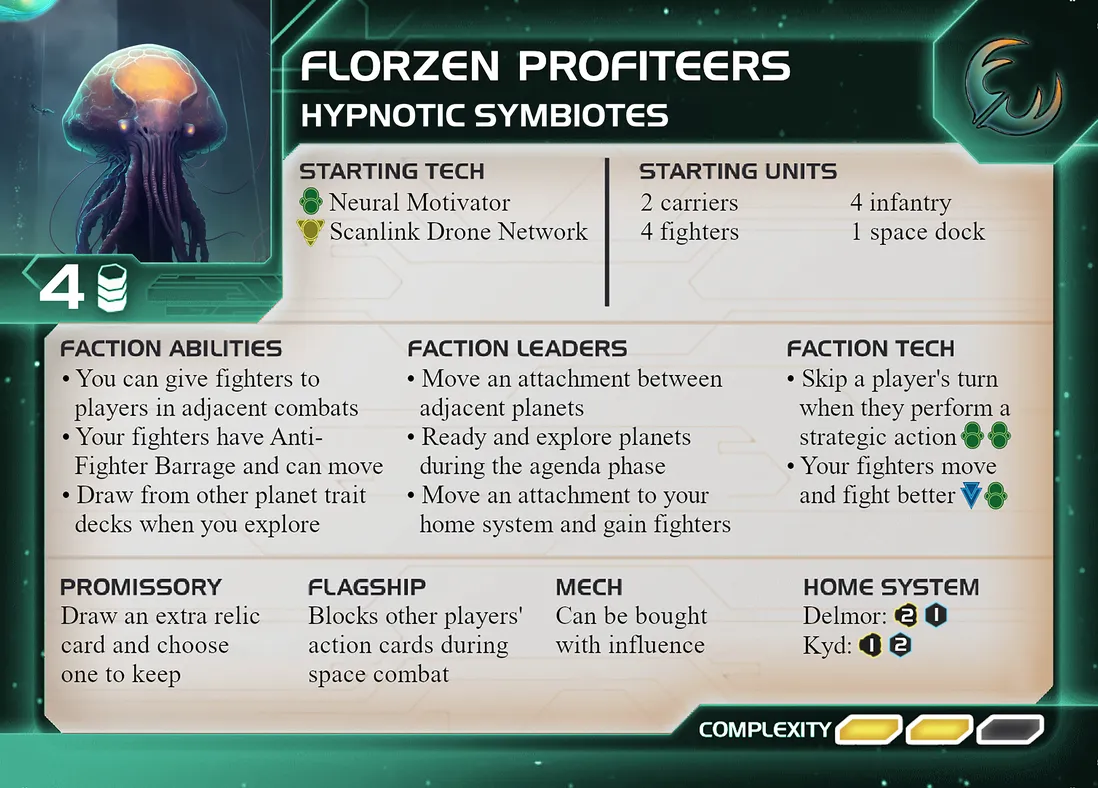 FLORZEN PROFITEERS
HYPNOTIC SYMBIOTES
4
STARTING TECH
Neural Motivator
Scanlink Drone Network
STARTING UNITS
2 carriers
4 infantry
4 fighters
1 space dock
FACTION ABILITIES
• You can give fighters to
players in adjacent combats
• Your fighters have Anti-
Fighter Barrage and can move
• Draw from other planet trait
decks when you explore
FACTION LEADERS
• Move an attachment between
adjacent planets
• Ready and explore planets
during the agenda phase
• Move an attachment to your
home system and gain fighters
FACTION TECH
• Skip a player's turn
when they perform a
strategic action
• Your fighters move
and fight better
PROMISSORY
Draw an extra relic
card and choose
one to keep
FLAGSHIP
Blocks other players'
action cards during
space combat
MECH
Can be bought
with influence
HOME SYSTEM
Delmor: 2 1
Kyd: 1 2
COMPLEXITY